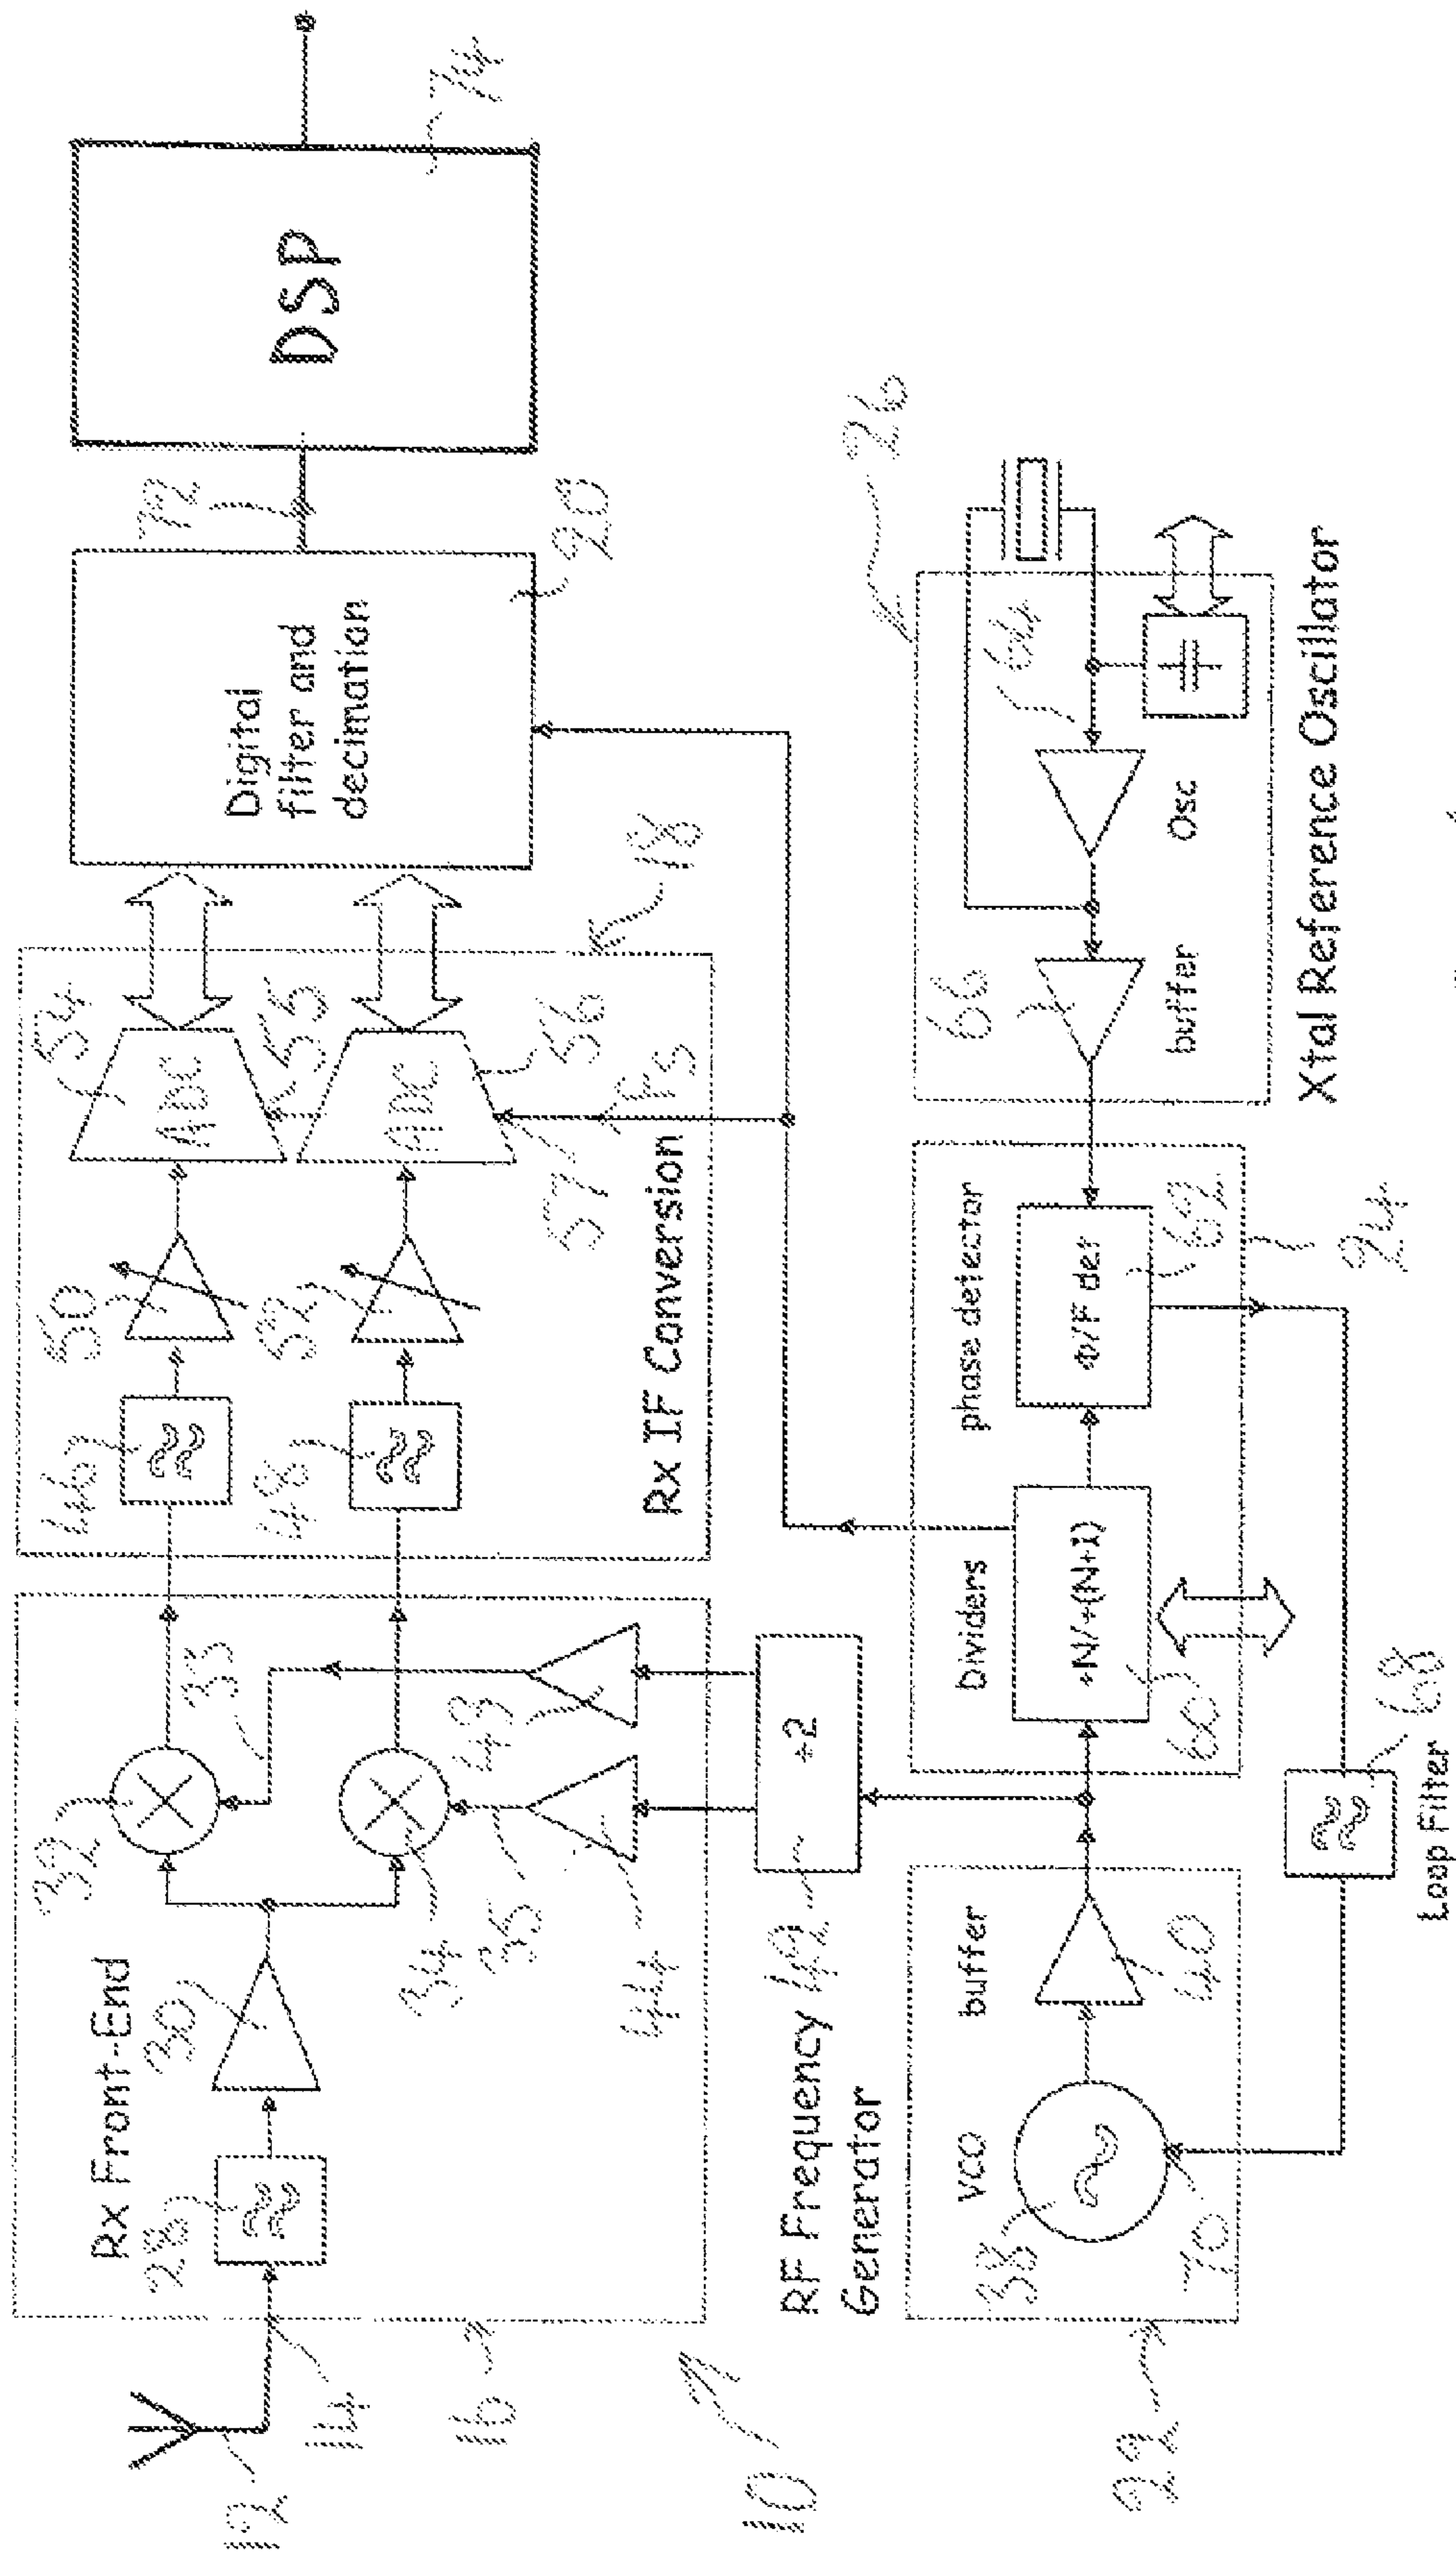 12
14
16
10
Rx Front-End
28
30
32
33
34
35
43
44
Rx IF Conversion
46
48
50
52
54
ADC
55
ADC
56
57
Fs
18
Digital
filter and
decimation
20
72
DSP
74
RF Frequency
Generator
42
÷2
22
VCO
38
70
buffer
40
Dividers
÷N/÷(N+1)
60
phase detector
Φ/F det
62
24
Loop Filter
68
Xtal Reference Oscillator
buffer
66
Osc
64
26